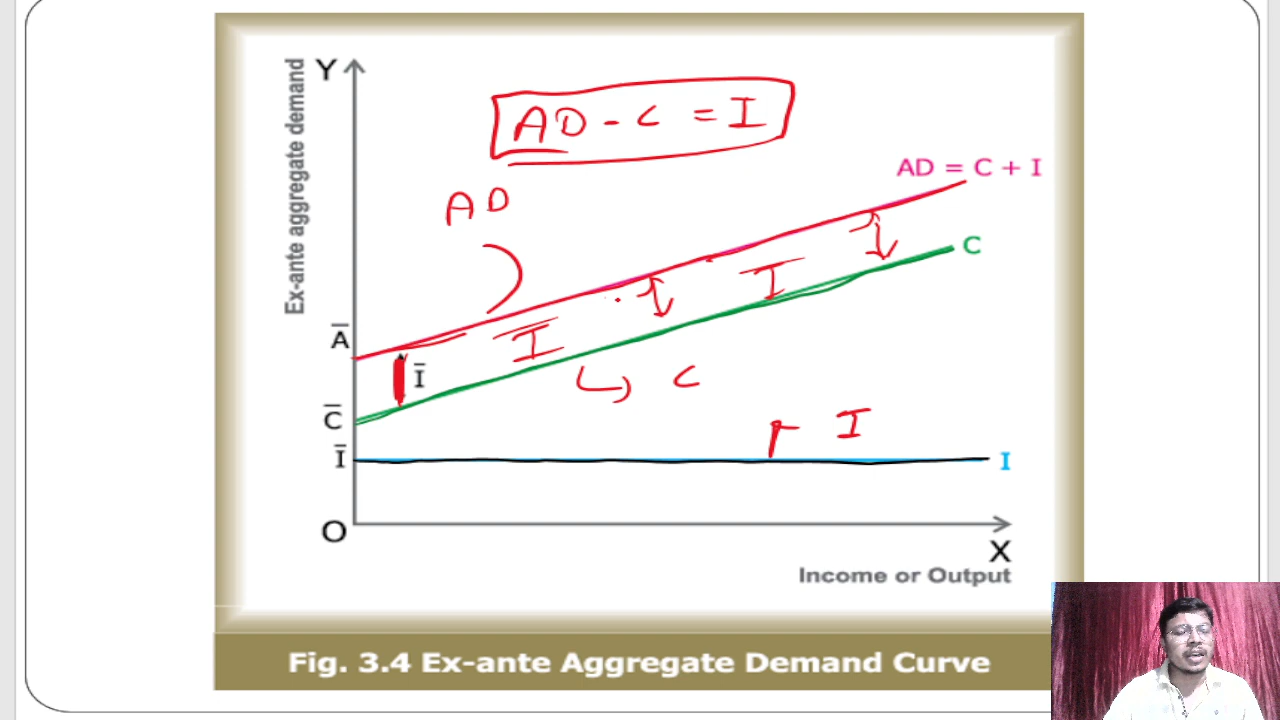 Y
Ex-ante aggregate demand
AD - C = I
AD = C + I
AD
C
I
Ā
I
Ī
C
C̄
I
Ī
I
O
X
Income or Output
Fig. 3.4 Ex-ante Aggregate Demand Curve